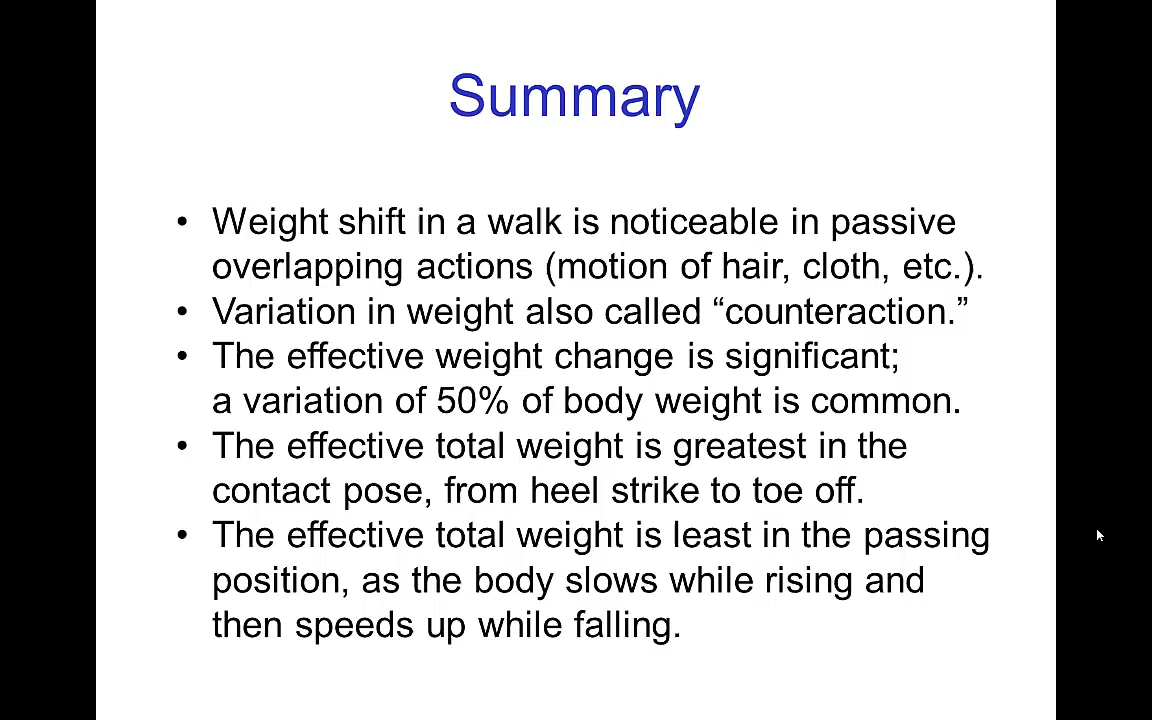 Summary
• Weight shift in a walk is noticeable in passive
overlapping actions (motion of hair, cloth, etc.).
• Variation in weight also called “counteraction.”
• The effective weight change is significant;
a variation of 50% of body weight is common.
• The effective total weight is greatest in the
contact pose, from heel strike to toe off.
• The effective total weight is least in the passing
position, as the body slows while rising and
then speeds up while falling.